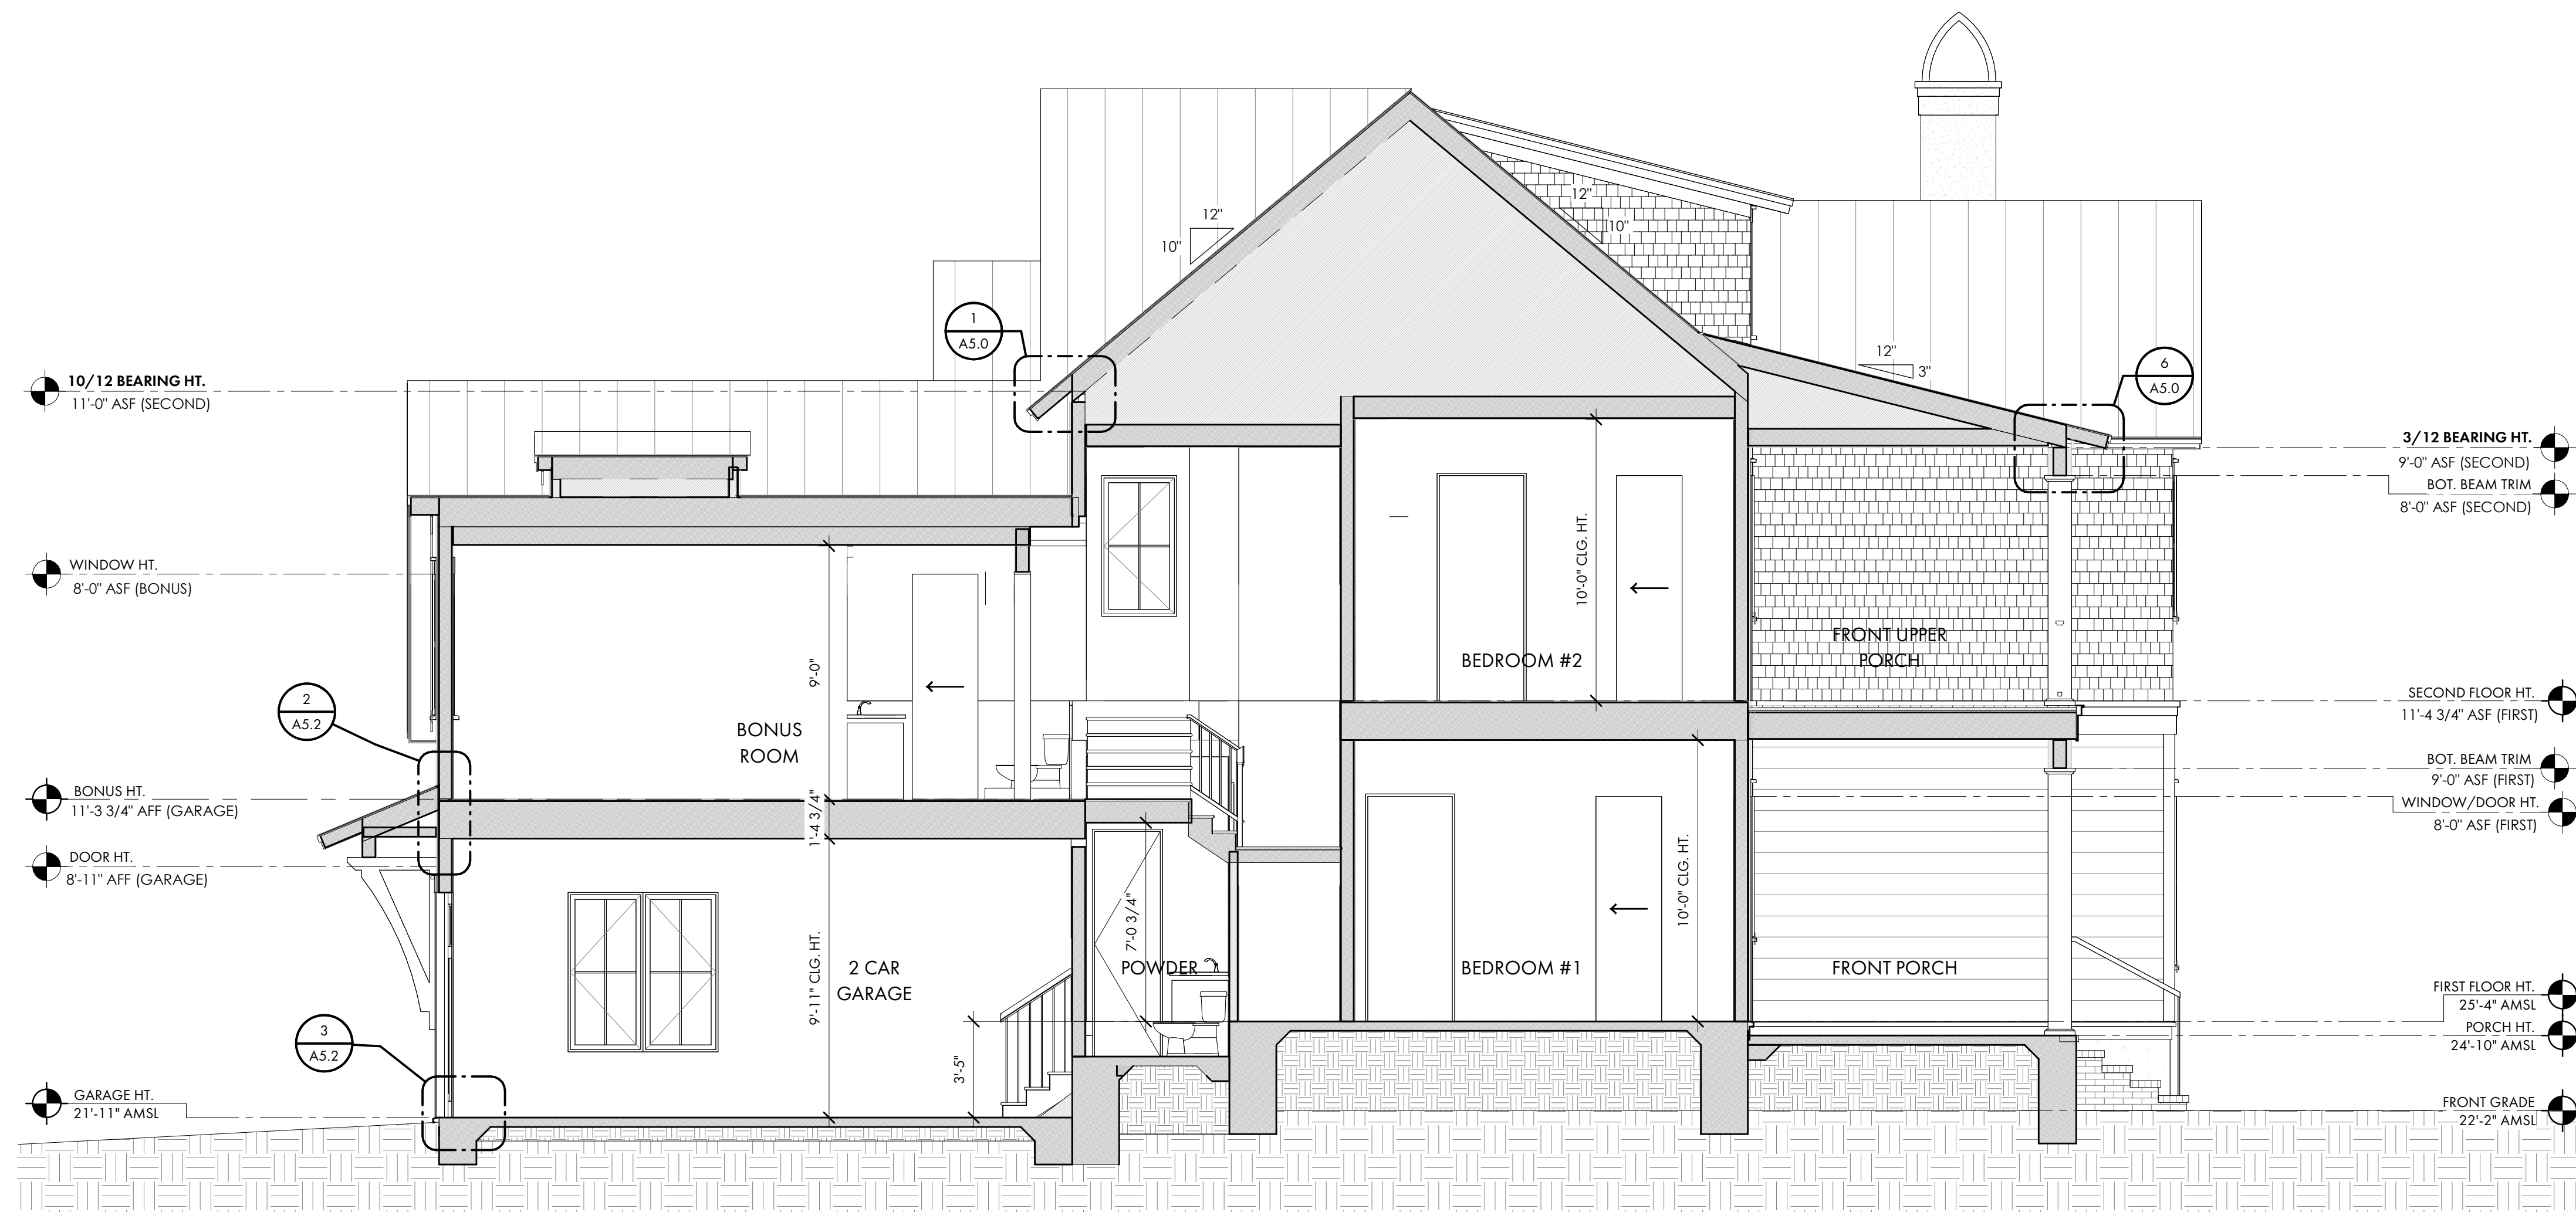 12"
10"
12"
10"
1
A5.0
12"
3"
6
A5.0
10/12 BEARING HT.
11'-0" ASF (SECOND)
3/12 BEARING HT.
9'-0" ASF (SECOND)
BOT. BEAM TRIM
8'-0" ASF (SECOND)
WINDOW HT.
8'-0" ASF (BONUS)
10'-0" CLG. HT.
9'-0"
BEDROOM #2
FRONT UPPER
PORCH
2
A5.2
BONUS
ROOM
SECOND FLOOR HT.
11'-4 3/4" ASF (FIRST)
BOT. BEAM TRIM
9'-0" ASF (FIRST)
WINDOW/DOOR HT.
8'-0" ASF (FIRST)
BONUS HT.
11'-3 3/4" AFF (GARAGE)
1'-4 3/4"
DOOR HT.
8'-11" AFF (GARAGE)
10'-0" CLG. HT.
7'-0 3/4"
9'-11" CLG. HT.
2 CAR
GARAGE
POWDER
BEDROOM #1
FRONT PORCH
FIRST FLOOR HT.
25'-4" AMSL
PORCH HT.
24'-10" AMSL
3
A5.2
3'-5"
GARAGE HT.
21'-11" AMSL
FRONT GRADE
22'-2" AMSL